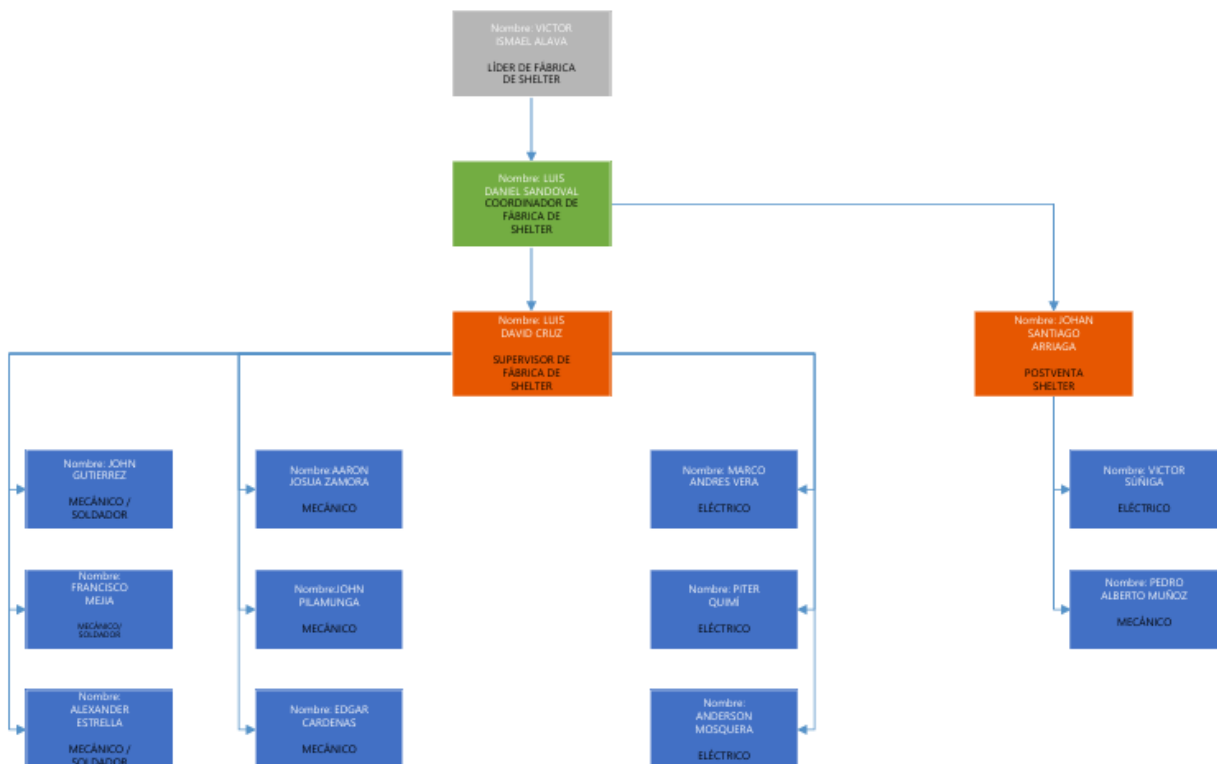 Nombre: VICTOR
ISMAEL ALAVA
LÍDER DE FÁBRICA
DE SHELTER
Nombre: LUIS
DANIEL SANDOVAL
COORDINADOR DE
FÁBRICA DE
SHELTER
Nombre: LUIS
DAVID CRUZ
SUPERVISOR DE
FÁBRICA DE
SHELTER
Nombre: JOHAN
SANTIAGO
ARRIAGA
POSTVENTA
SHELTER
Nombre: JOHN
GUTIERREZ
MECÁNICO /
SOLDADOR
Nombre:AARON
JOSUA ZAMORA
MECÁNICO
Nombre: MARCO
ANDRES VERA
ELÉCTRICO
Nombre: VICTOR
SÚÑIGA
ELÉCTRICO
Nombre:
FRANCISCO
MEJIA
MECÁNICO/
SOLDADOR
Nombre:JOHN
PILAMUNGA
MECÁNICO
Nombre: PITER
QUIMÍ
ELÉCTRICO
Nombre: PEDRO
ALBERTO MUÑOZ
MECÁNICO
Nombre:
ALEXANDER
ESTRELLA
MECÁNICO /
SOLDADOR
Nombre: EDGAR
CARDENAS
MECÁNICO
Nombre:
ANDERSON
MOSQUERA
ELÉCTRICO